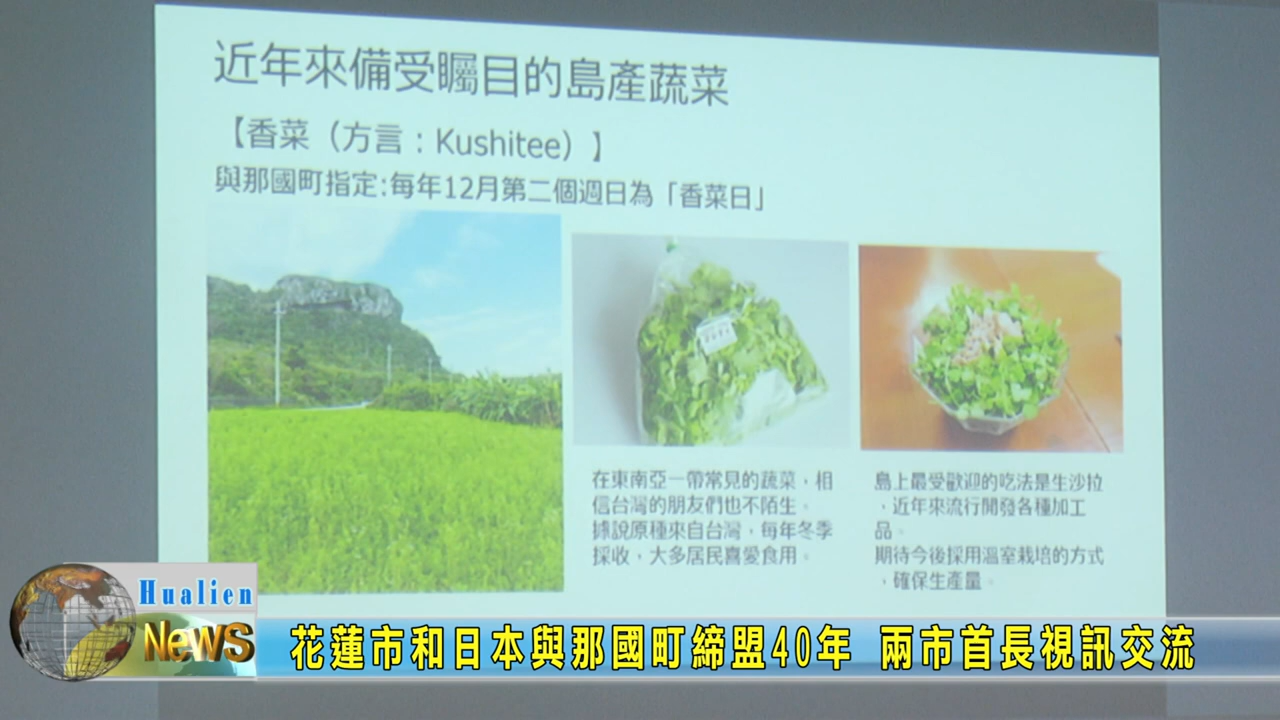 近年來備受矚目的島產蔬菜
【香菜（方言：Kushitee）】
與那國町指定:每年12月第二個週日為「香菜日」
在東南亞一帶常見的蔬菜，相
信台灣的朋友們也不陌生。
據說原種來自台灣，每年冬季
採收，大多居民喜愛食用。
島上最受歡迎的吃法是生沙拉
，近年來流行開發各種加工
品。
期待今後採用溫室栽培的方式
，確保生產量。
Hualien
News
花蓮市和日本與那國町締盟40年 兩市首長視訊交流